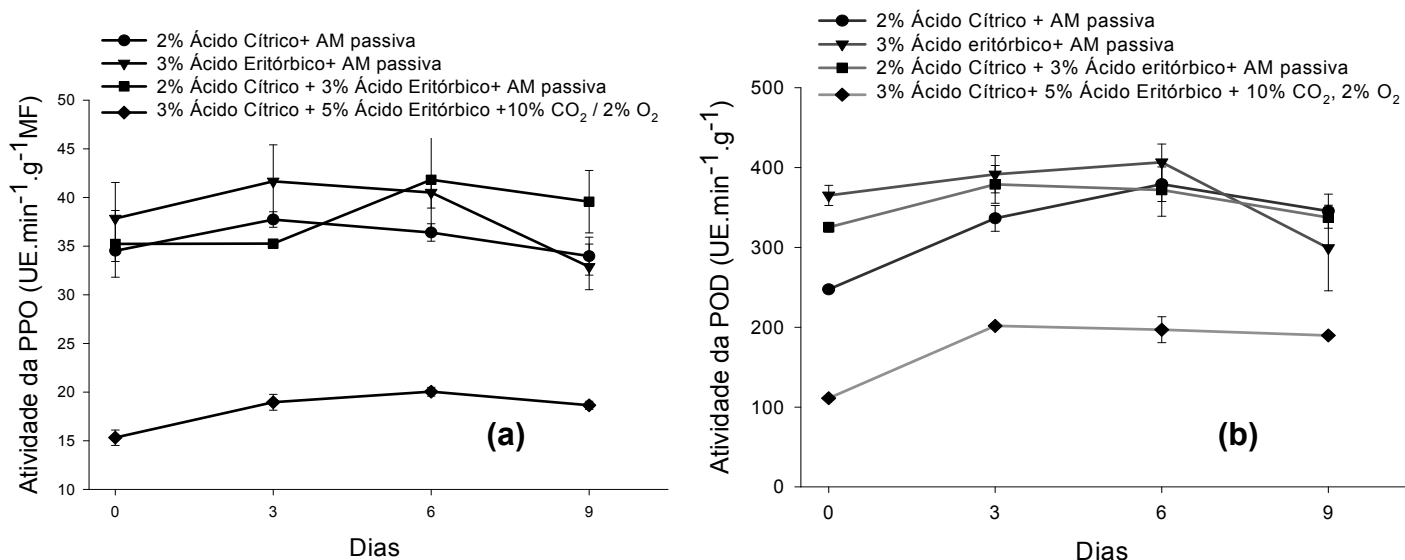 2% Ácido Cítrico+ AM passiva
3% Ácido Eritórbico+ AM passiva
2% Ácido Cítrico + 3% Ácido Eritórbico+ AM passiva
3% Ácido Cítrico + 5% Ácido Eritórbico +10% CO₂ / 2% O₂
Atividade da PPO (UE.min⁻¹.g⁻¹MF)
50
45
40
35
30
25
20
15
10
(a)
0 3 6 9
Dias
2% Ácido Cítrico + AM passiva
3% Ácido eritórbico+ AM passiva
2% Ácido Cítrico + 3% Ácido eritórbico+ AM passiva
3% Ácido Cítrico+ 5% Ácido Eritórbico + 10% CO₂, 2% O₂
Atividade da POD (UE.min⁻¹.g⁻¹)
500
400
300
200
100
0
(b)
0 3 6 9
Dias